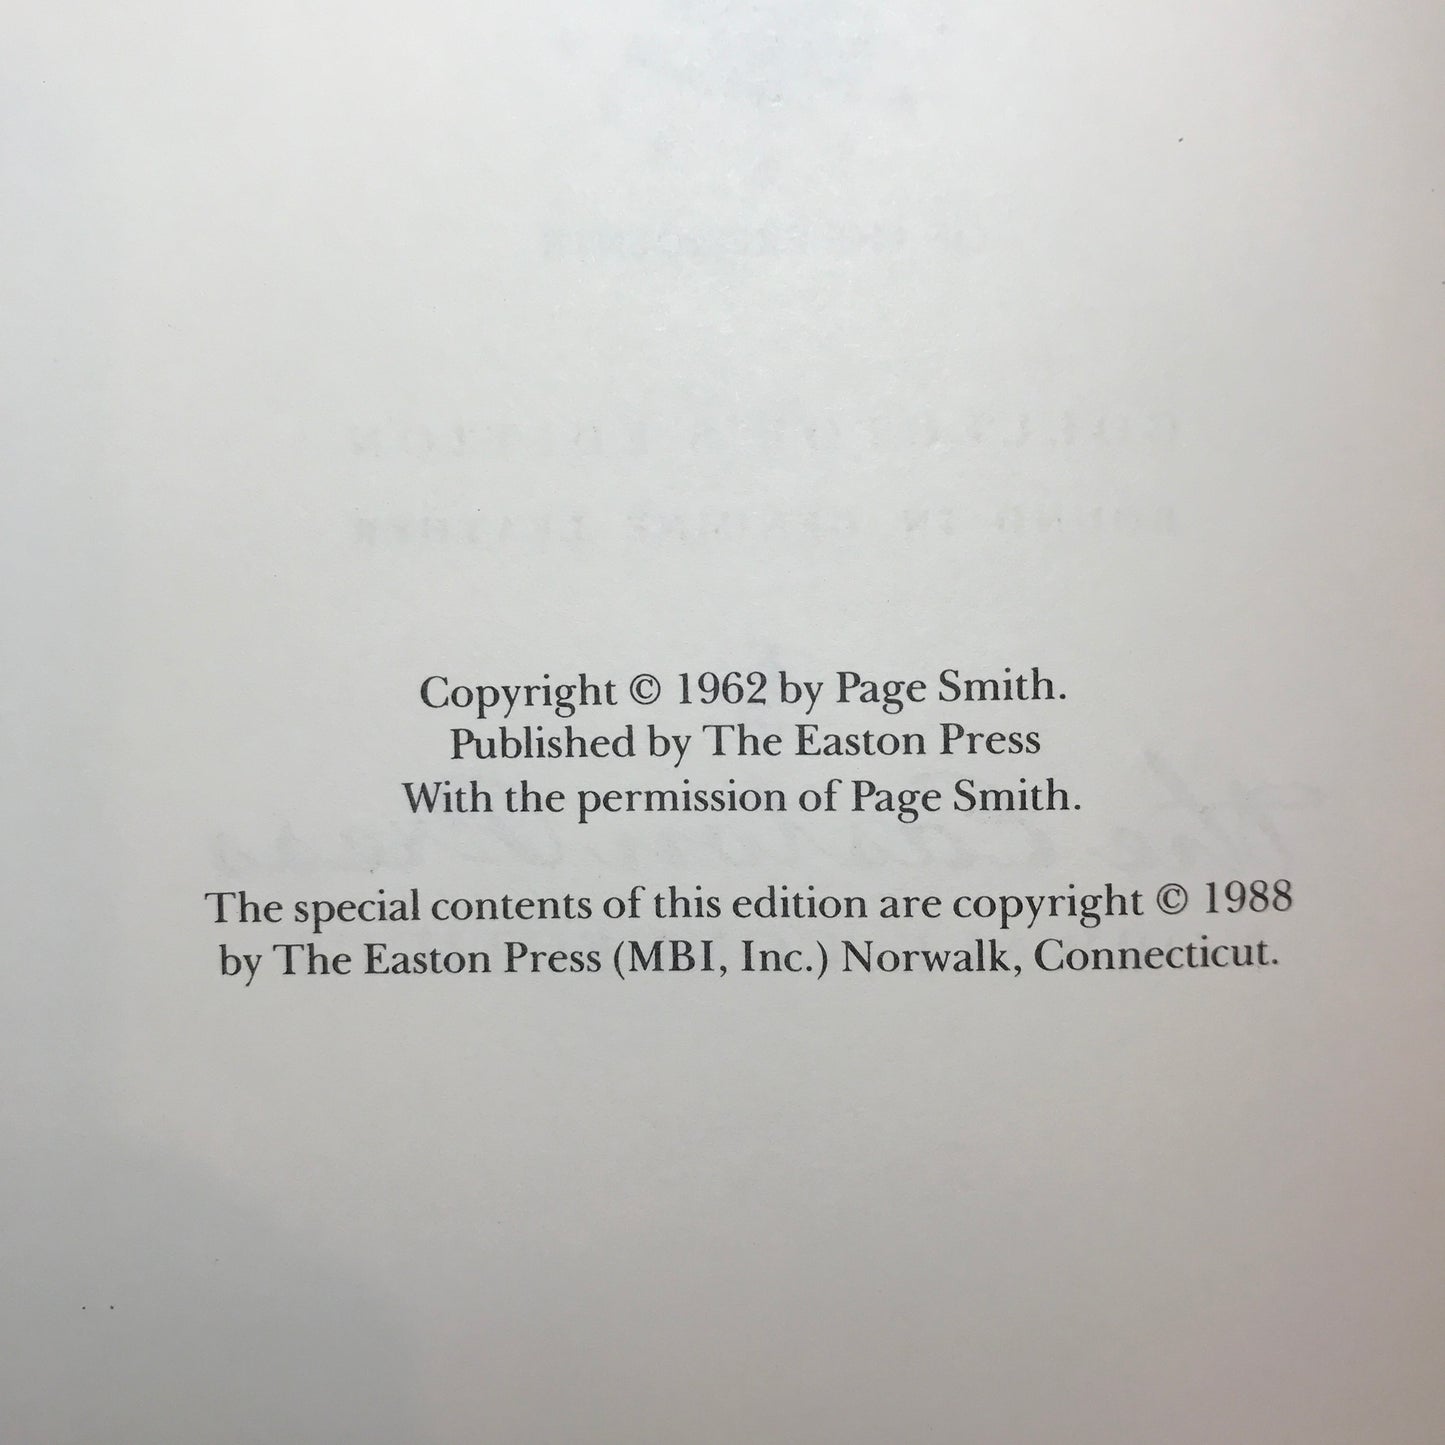 Copyright © 1962 by Page Smith.
Published by The Easton Press
With the permission of Page Smith.
The special contents of this edition are copyright © 1988
by The Easton Press (MBI, Inc.) Norwalk, Connecticut.